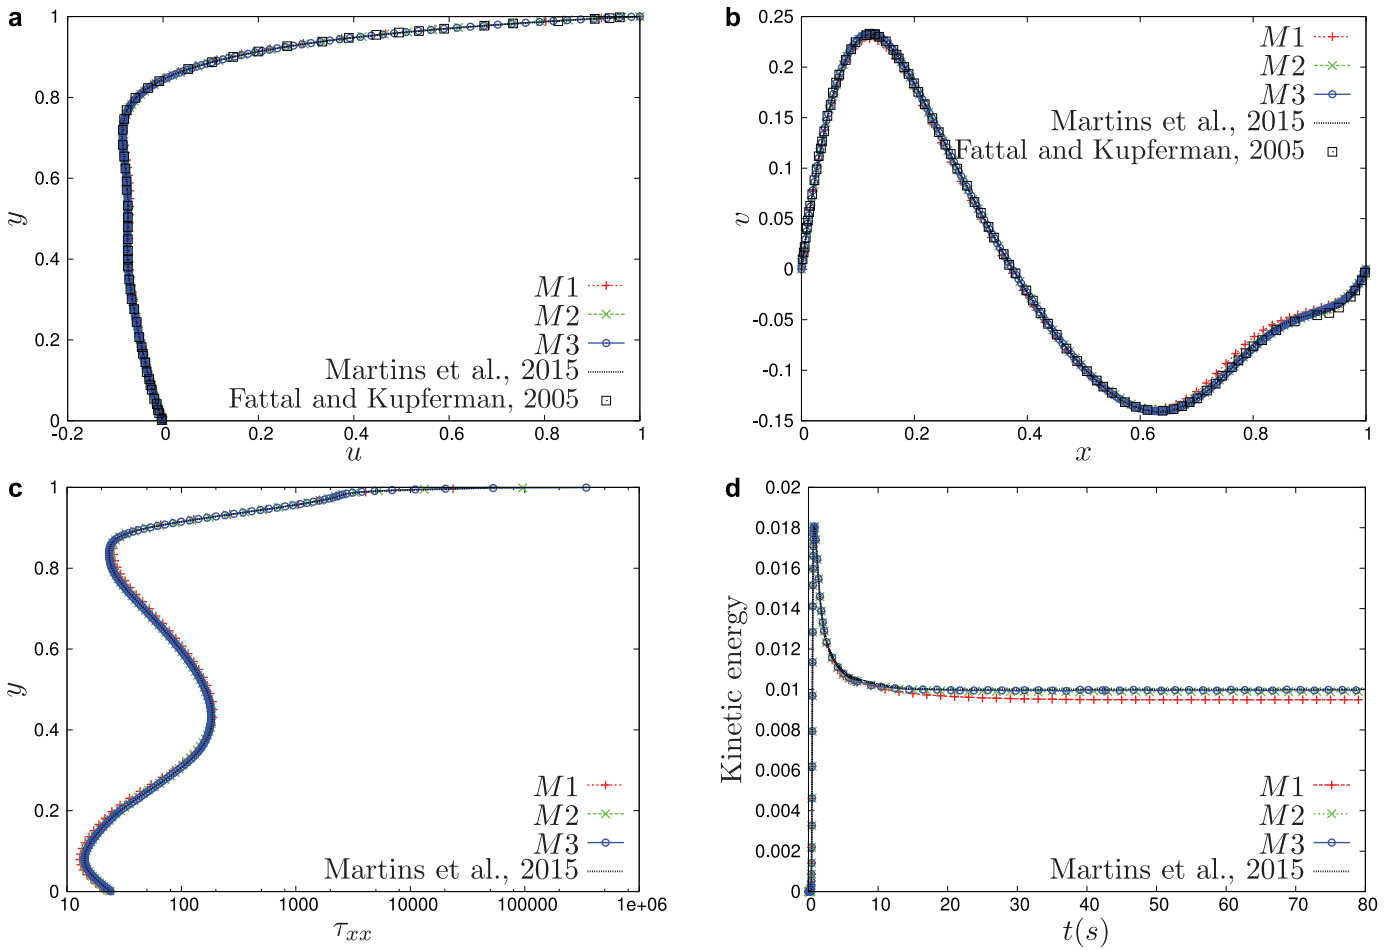 a
1
0.8
0.6
0.4
0.2
0
y
-0.2
0
0.2
0.4
0.6
0.8
1
u
M1
M2
M3
Martins et al., 2015
Fattal and Kupferman, 2005
b
0.25
0.20
0.15
0.1
0.05
0
-0.05
-0.1
-0.15
v
0
0.2
0.4
0.6
0.8
1
x
M1
M2
M3
Martins et al., 2015
Fattal and Kupferman, 2005
c
1
0.8
0.6
0.4
0.2
0
y
10
100
1000
10000
100000
1e+06
τxx
M1
M2
M3
Martins et al., 2015
d
0.02
0.018
0.016
0.014
0.012
0.01
0.008
0.006
0.004
0.002
0
Kinetic energy
0
10
20
30
40
50
60
70
80
t(s)
M1
M2
M3
Martins et al., 2015